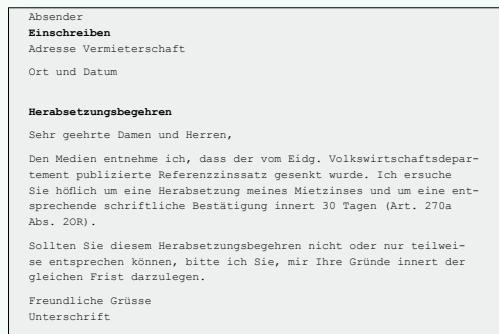 Absender
Einschreiben
Adresse Vermieterschaft
Ort und Datum
Herabsetzungsbegehren
Sehr geehrte Damen und Herren,
Den Medien entnehme ich, dass der vom Eidg. Volkswirtschaftsdepar-
tement publizierte Referenzzinssatz gesenkt wurde. Ich ersuche
Sie höflich um eine Herabsetzung meines Mietzinses und um eine ent-
sprechende schriftliche Bestätigung innert 30 Tagen (Art. 270a
Abs. 2OR).
Sollten Sie diesem Herabsetzungsbegehren nicht oder nur teilwei-
se entsprechen können, bitte ich Sie, mir Ihre Gründe innert der
gleichen Frist darzulegen.
Freundliche Grüsse
Unterschrift